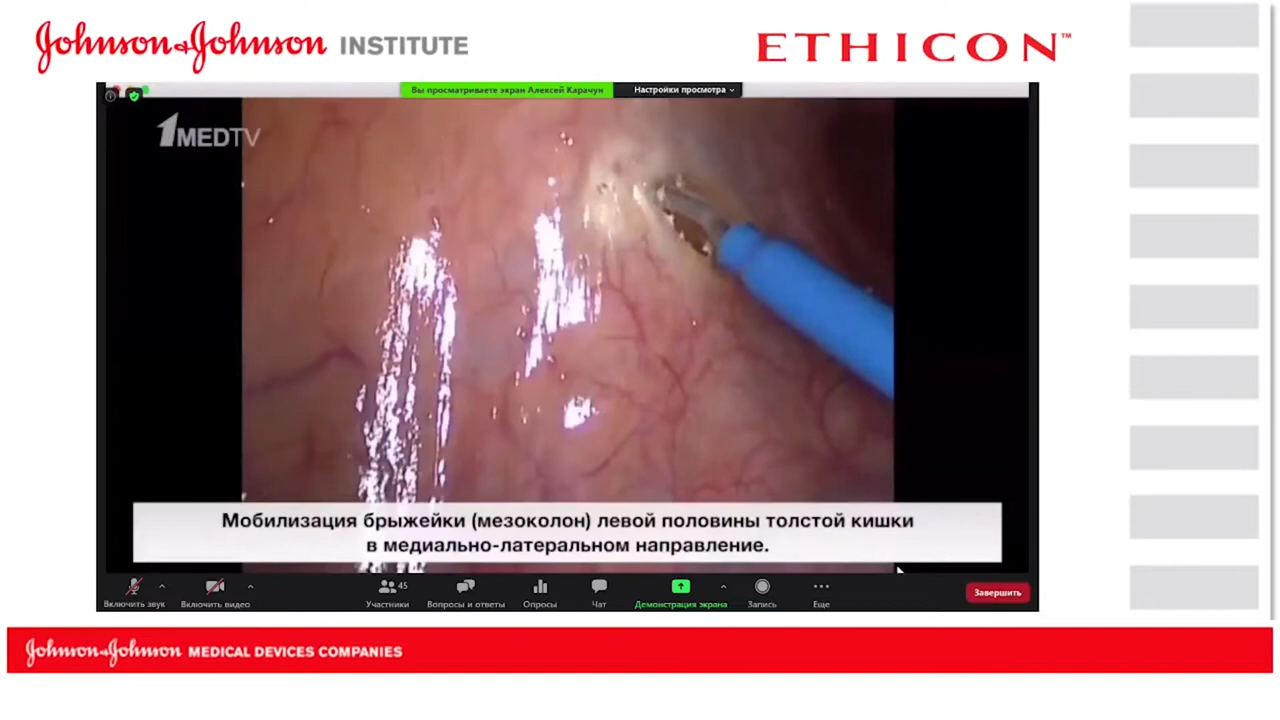 Johnson & Johnson INSTITUTE
ETHICON™
Вы просматриваете экран Алексей Карачун
Настройки просмотра
1MEDTV
Мобилизация брыжейки (мезоколон) левой половины толстой кишки
в медиально-латеральном направление.
Включить звук
Включить видео
45
Участники
Вопросы и ответы
Опросы
Чат
Демонстрация экрана
Запись
Еще
Завершить
Johnson & Johnson MEDICAL DEVICES COMPANIES